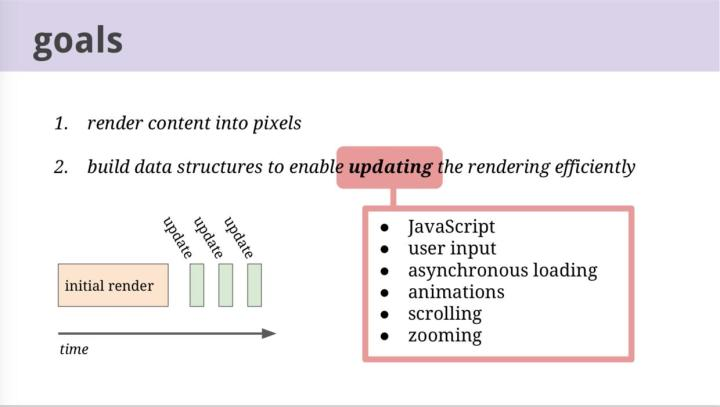 goals
1. render content into pixels
2. build data structures to enable updating the rendering efficiently
update update update
initial render
time
● JavaScript
● user input
● asynchronous loading
● animations
● scrolling
● zooming